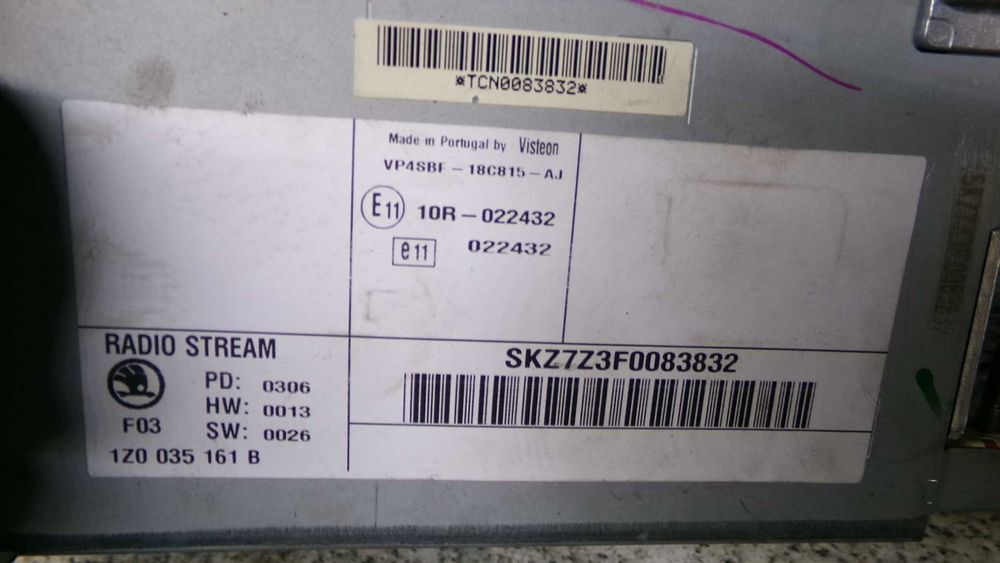 *TCN0083832*
Made in Portugal by Visteon
VP4SBF-18C815-AJ
E11 10R-022432
e11 022432
RADIO STREAM
PD: 0306
HW: 0013
F03
SW: 0026
1Z0 035 161 B
SKZ7Z3F0083832